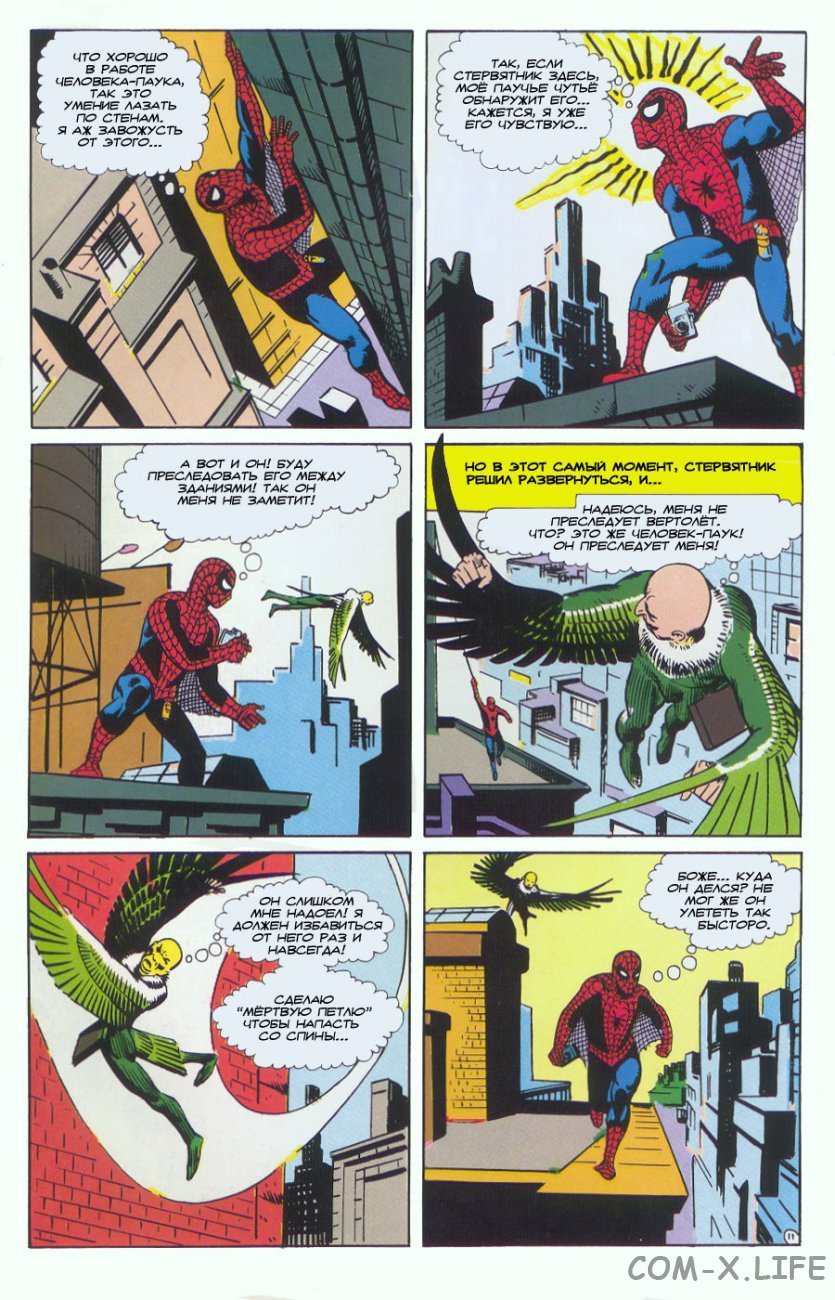 ЧТО ХОРОШО
В РАБОТЕ
ЧЕЛОВЕКА-ПАУКА,
ТАК ЭТО
УМЕНИЕ ЛАЗАТЬ
ПО СТЕНАМ.
Я АЖ ЗАВОЖУСТЬ
ОТ ЭТОГО...
ТАК, ЕСЛИ
СТЕРВЯТНИК ЗДЕСЬ,
МОЁ ПАУЧЬЕ ЧУТЬЁ
ОБНАРУЖИТ ЕГО...
КАЖЕТСЯ, Я УЖЕ
ЕГО ЧУВСТВУЮ...
А ВОТ И ОН! БУДУ
ПРЕСЛЕДОВАТЬ ЕГО МЕЖДУ
ЗДАНИЯМИ! ТАК ОН
МЕНЯ НЕ ЗАМЕТИТ!
НО В ЭТОТ САМЫЙ МОМЕНТ, СТЕРВЯТНИК
РЕШИЛ РАЗВЕРНУТЬСЯ, И...
НАДЕЮСЬ, МЕНЯ НЕ
ПРЕСЛЕДУЕТ ВЕРТОЛЁТ.
ЧТО? ЭТО ЖЕ ЧЕЛОВЕК-ПАУК!
ОН ПРЕСЛЕДУЕТ МЕНЯ!
ОН СЛИШКОМ
МНЕ НАДОЕЛ! Я
ДОЛЖЕН ИЗБАВИТЬСЯ
ОТ НЕГО РАЗ И
НАВСЕГДА!
СДЕЛАЮ
"МЁРТВУЮ ПЕТЛЮ"
ЧТОБЫ НАПАСТЬ
СО СПИНЫ...
БОЖЕ... КУДА
ОН ДЕЛСЯ? НЕ
МОГ ЖЕ ОН
УЛЕТЕТЬ ТАК
БЫСТОРО.
11
COM-X.LIFE